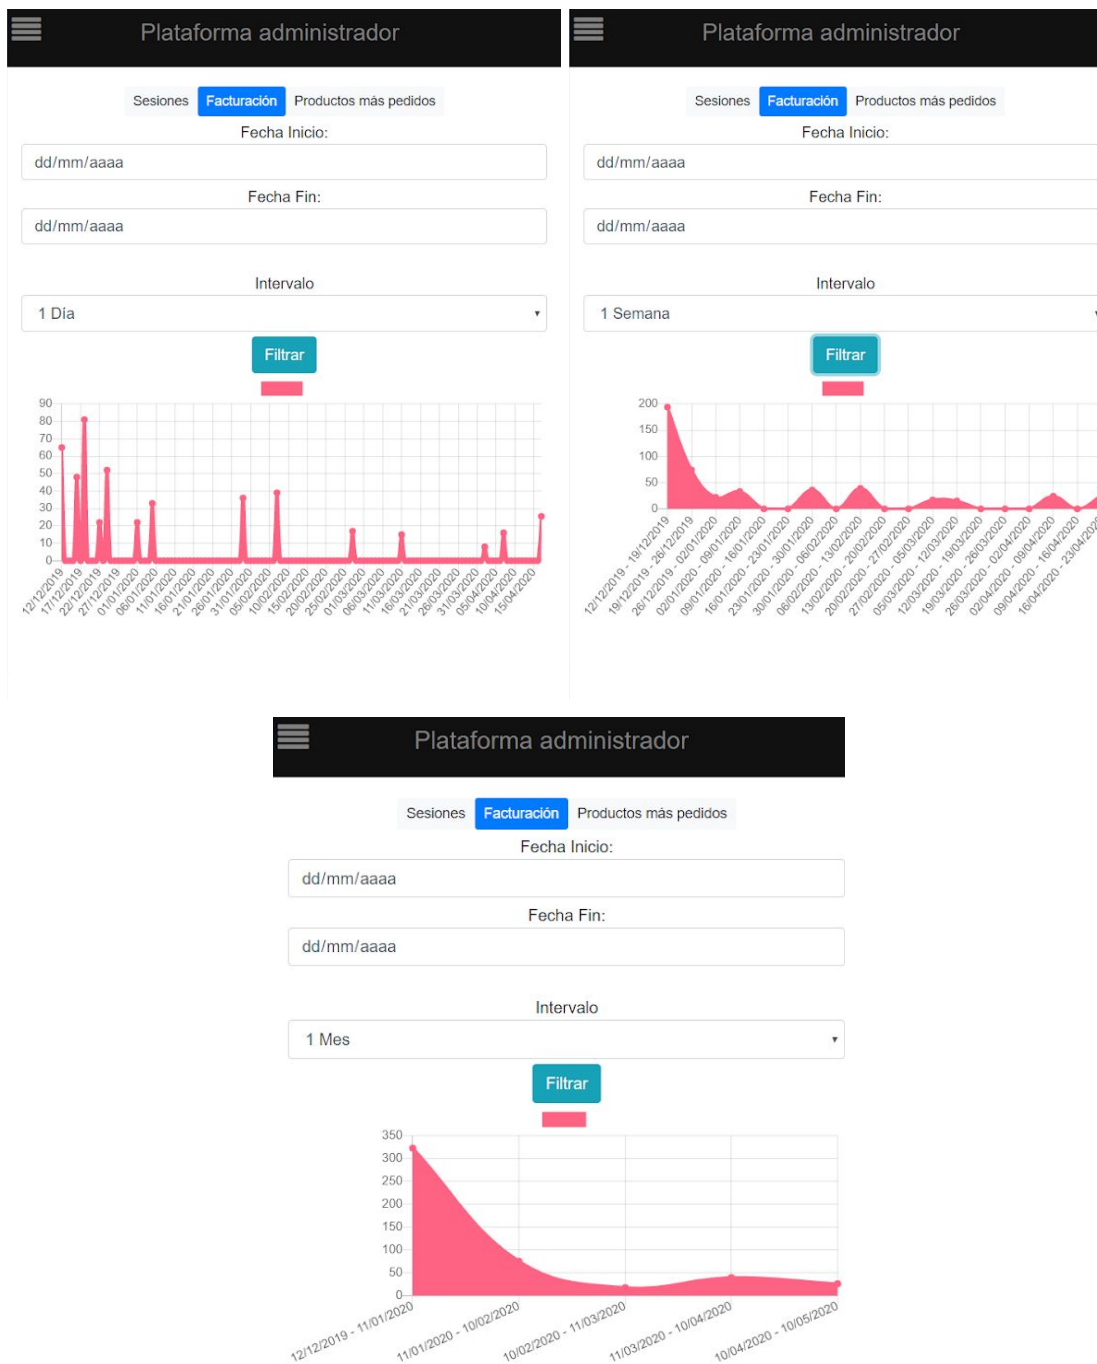 Plataforma administrador
Sesiones Facturación Productos más pedidos
Fecha Inicio:
dd/mm/aaaa
Fecha Fin:
dd/mm/aaaa
Intervalo
1 Día
Filtrar
90
80
70
60
50
40
30
20
10
0
12/12/2019
17/12/2019
22/12/2019
27/12/2019
01/01/2020
06/01/2020
11/01/2020
16/01/2020
21/01/2020
26/01/2020
31/01/2020
05/02/2020
10/02/2020
15/02/2020
20/02/2020
25/02/2020
01/03/2020
06/03/2020
11/03/2020
16/03/2020
21/03/2020
26/03/2020
31/03/2020
05/04/2020
10/04/2020
15/04/2020
Plataforma administrador
Sesiones Facturación Productos más pedidos
Fecha Inicio:
dd/mm/aaaa
Fecha Fin:
dd/mm/aaaa
Intervalo
1 Semana
Filtrar
200
150
100
50
0
12/12/2019 - 19/12/2019
19/12/2019 - 26/12/2019
26/12/2019 - 02/01/2020
02/01/2020 - 09/01/2020
09/01/2020 - 16/01/2020
16/01/2020 - 23/01/2020
23/01/2020 - 30/01/2020
30/01/2020 - 06/02/2020
06/02/2020 - 13/02/2020
13/02/2020 - 20/02/2020
20/02/2020 - 27/02/2020
27/02/2020 - 05/03/2020
05/03/2020 - 12/03/2020
12/03/2020 - 19/03/2020
19/03/2020 - 26/03/2020
26/03/2020 - 02/04/2020
02/04/2020 - 09/04/2020
09/04/2020 - 16/04/2020
16/04/2020 - 23/04/2020
Plataforma administrador
Sesiones Facturación Productos más pedidos
Fecha Inicio:
dd/mm/aaaa
Fecha Fin:
dd/mm/aaaa
Intervalo
1 Mes
Filtrar
350
300
250
200
150
100
50
0
12/12/2019 - 11/01/2020
11/01/2020 - 10/02/2020
10/02/2020 - 11/03/2020
11/03/2020 - 10/04/2020
10/04/2020 - 10/05/2020